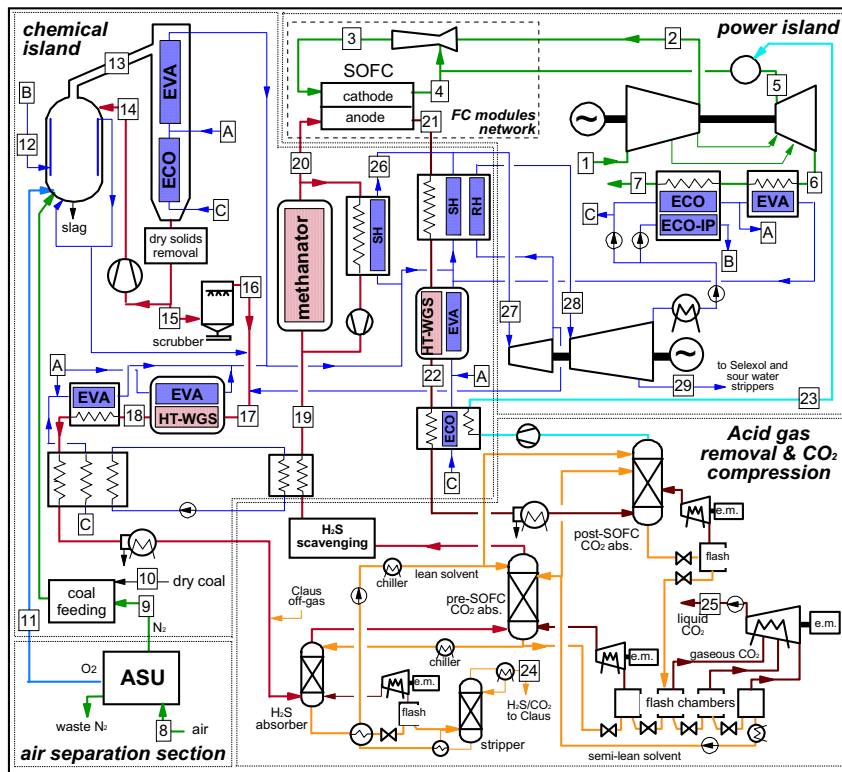 chemical
island
power island
13
3
2
SOFC
cathode
anode
4
5
FC modules
network
EVA
B
14
A
12
ECO
C
slag
dry solids
removal
20
21
26
1
7
6
SH
SH
RH
ECO
ECO-IP
EVA
C
A
B
methanator
15
16
scrubber
27
28
HT-WGS
EVA
A
EVA
EVA
HT-WGS
18
17
19
22
A
ECO
C
29
to Selexol and
sour water
strippers
23
C
Acid gas
removal & CO2
compression
H2S
scavenging
post-SOFC
CO2 abs.
e.m.
flash
coal
feeding
10
dry coal
9
N2
11
chiller
lean solvent
Claus
off-gas
pre-SOFC
CO2 abs.
25
liquid
CO2
e.m.
gaseous CO2
chiller
e.m.
O2
ASU
waste N2
8
air
air separation section
H2S
absorber
e.m.
flash
stripper
24
H2S/CO2
to Claus
flash chambers
semi-lean solvent